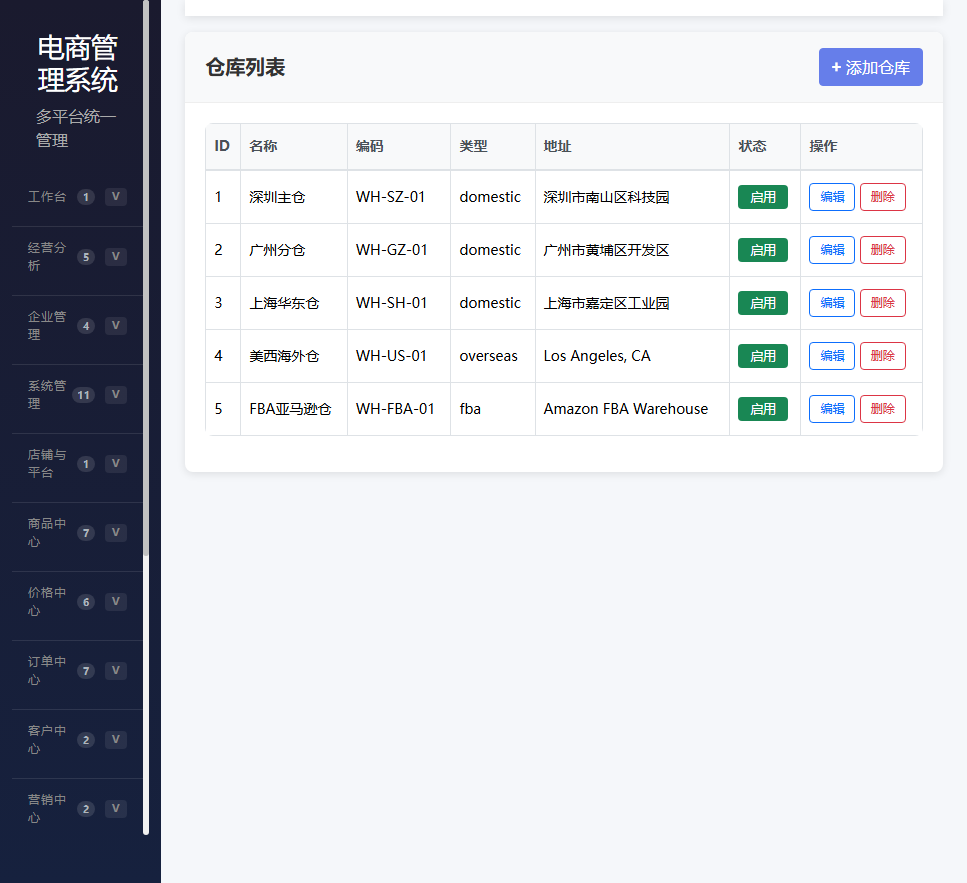 电商管
理系统
多平台统一
管理
工作台 1 V
经营分
析 5 V
企业管
理 4 V
系统管
理 11 V
店铺与
平台 1 V
商品中
心 7 V
价格中
心 6 V
订单中
心 7 V
客户中
心 2 V
营销中
心 2 V
仓库列表
+ 添加仓库
ID 名称 编码 类型 地址 状态 操作
1 深圳主仓 WH-SZ-01 domestic 深圳市南山区科技园 启用 编辑 删除
2 广州分仓 WH-GZ-01 domestic 广州市黄埔区开发区 启用 编辑 删除
3 上海华东仓 WH-SH-01 domestic 上海市嘉定区工业园 启用 编辑 删除
4 美西海外仓 WH-US-01 overseas Los Angeles, CA 启用 编辑 删除
5 FBA亚马逊仓 WH-FBA-01 fba Amazon FBA Warehouse 启用 编辑 删除